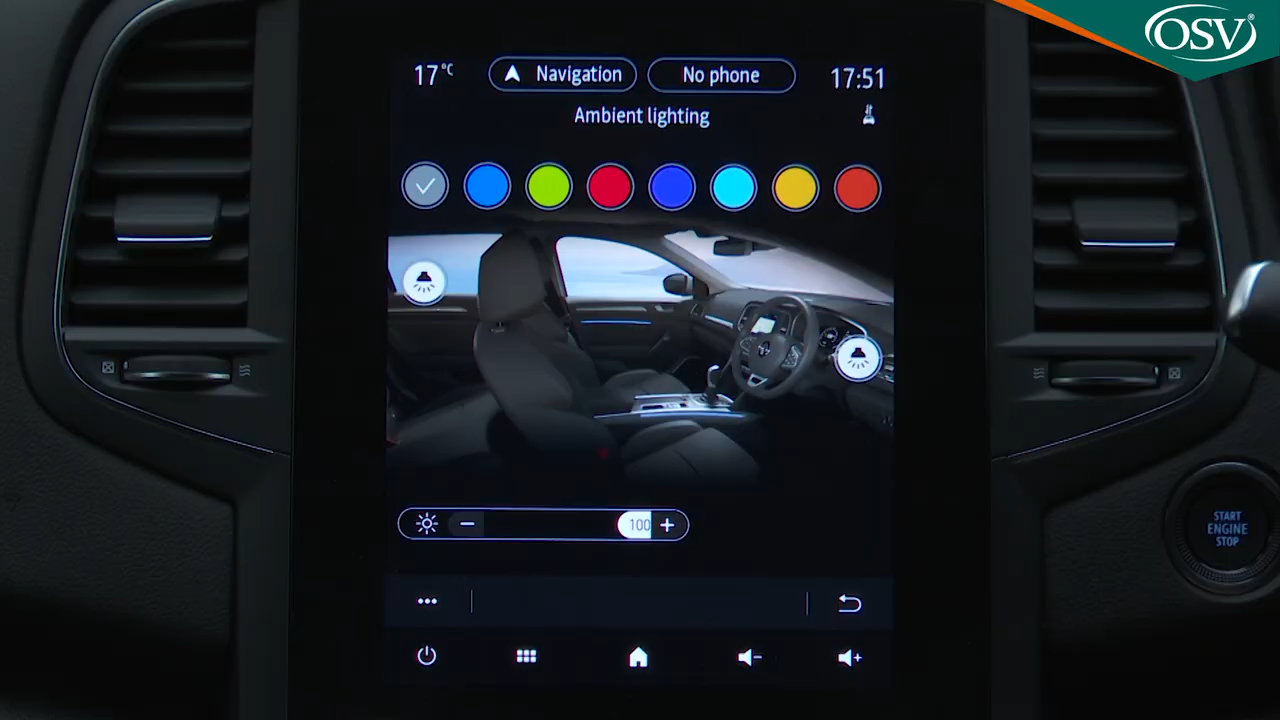 OSV®
17°C
Navigation
No phone
17:51
Ambient lighting
100
START
ENGINE
STOP